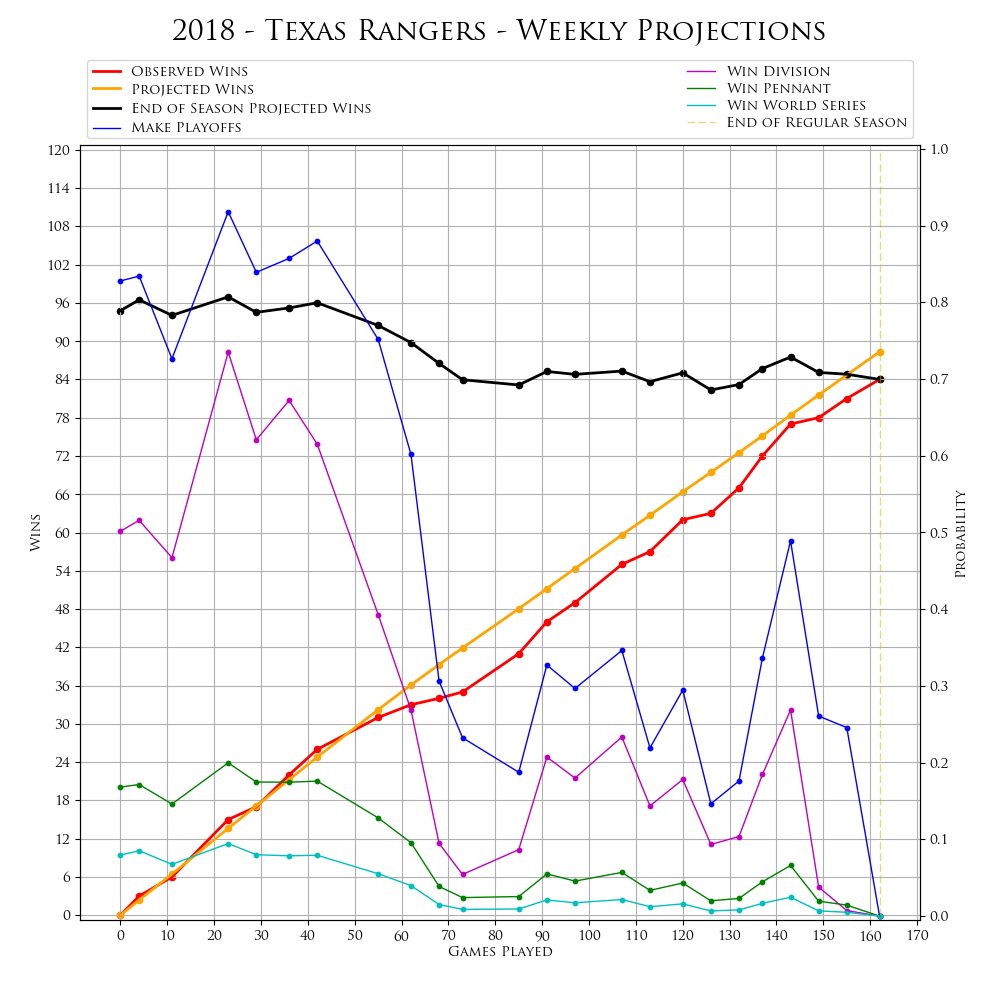 2018 - Texas Rangers - Weekly Projections
Observed Wins
Projected Wins
End of Season Projected Wins
Make Playoffs
Win Division
Win Pennant
Win World Series
End of Regular Season
120
114
108
102
96
90
84
78
72
66
60
54
48
42
36
30
24
18
12
6
0
Wins
1.0
0.9
0.8
0.7
0.6
0.5
0.4
0.3
0.2
0.1
0.0
Probability
0 10 20 30 40 50 60 70 80 90 100 110 120 130 140 150 160 170
Games Played